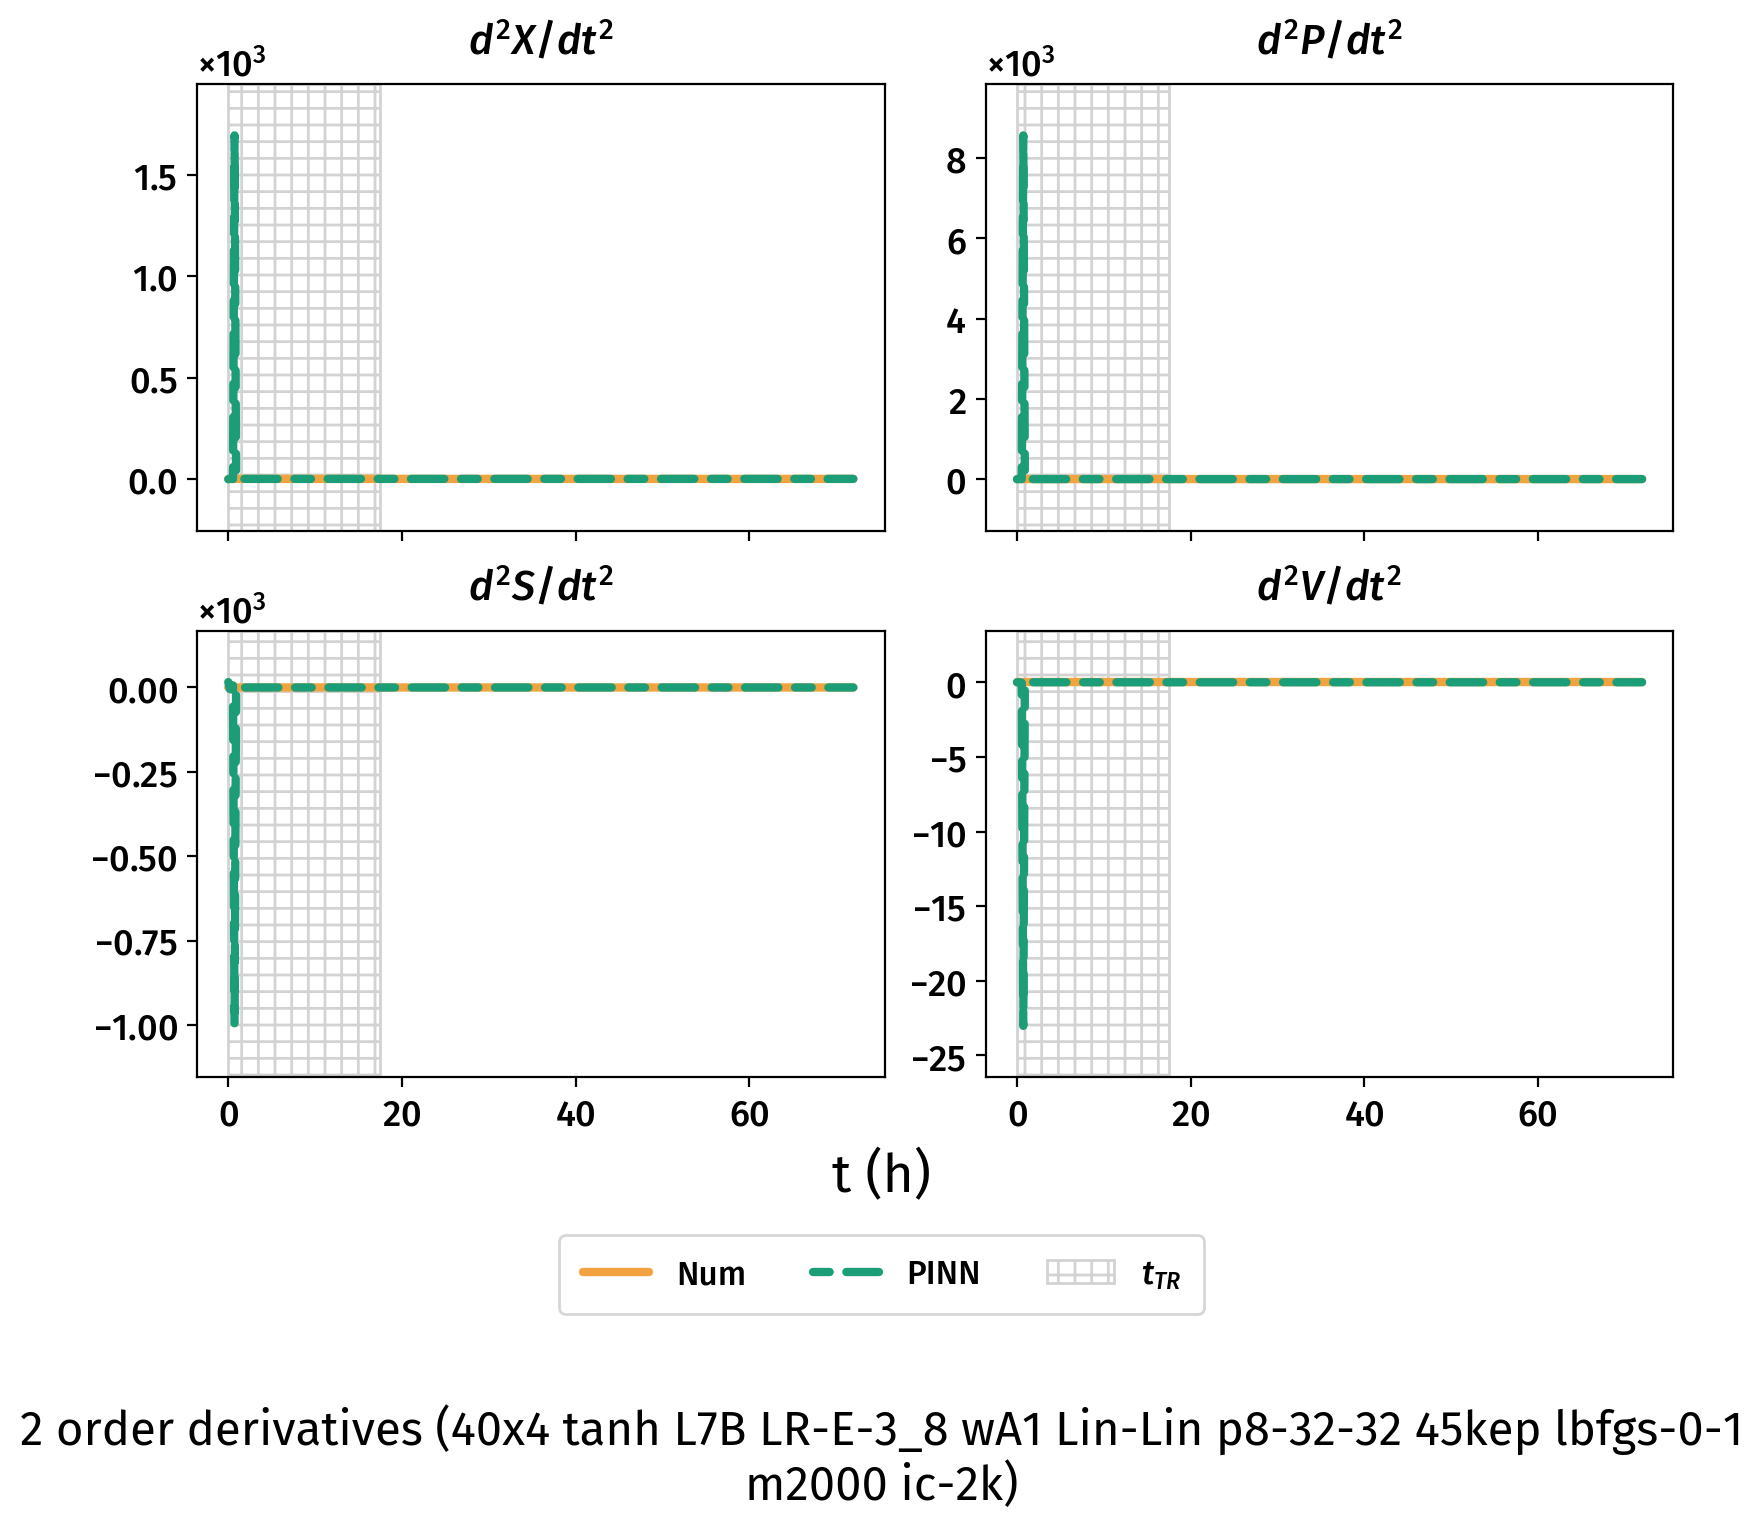 d²X/dt²
×10³
1.5
1.0
0.5
0.0
d²P/dt²
×10³
8
6
4
2
0
d²S/dt²
×10³
0.00
−0.25
−0.50
−0.75
−1.00
0 20 40 60
d²V/dt²
0
−5
−10
−15
−20
−25
0 20 40 60
t (h)
Num PINN t_TR
2 order derivatives (40x4 tanh L7B LR-E-3_8 wA1 Lin-Lin p8-32-32 45kep lbfgs-0-1
m2000 ic-2k)